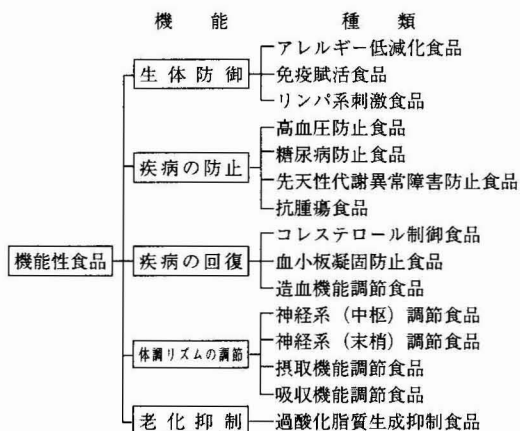 機能 種類
アレルギー低減化食品
生体防御 免疫賦活食品
リンパ系刺激食品
高血圧防止食品
糖尿病防止食品
疾病の防止
先天性代謝異常障害防止食品
抗腫瘍食品
コレステロール制御食品
機能性食品 疾病の回復 血小板凝固防止食品
造血機能調節食品
神経系（中枢）調節食品
神経系（末梢）調節食品
体調リズムの調節
摂取機能調節食品
吸収機能調節食品
老化抑制 過酸化脂質生成抑制食品